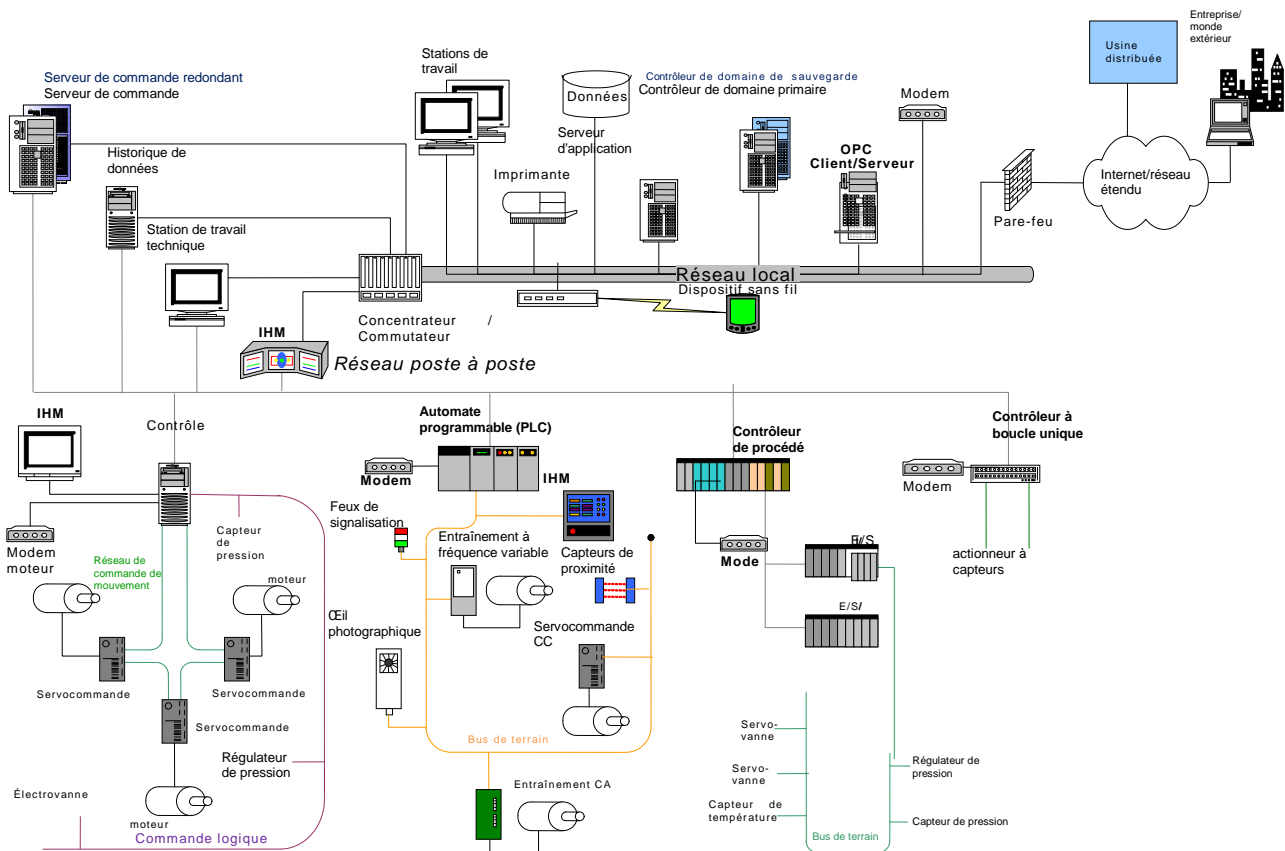 Entreprise/
monde
extérieur
Usine
distribuée
Stations de
travail
Serveur de commande redondant
Serveur de commande
Contrôleur de domaine de sauvegarde
Contrôleur de domaine primaire
Modem
Données
Serveur
d'application
Historique de
données
OPC
Client/Serveur
Imprimante
Internet/réseau
étendu
Pare-feu
Station de travail
technique
Réseau local
Dispositif sans fil
Concentrateur /
Commutateur
IHM
Réseau poste à poste
IHM
Contrôle
Automate
programmable (PLC)
Contrôleur
de procédé
Contrôleur à
boucle unique
Modem
IHM
Modem
Feux de
signalisation
Capteur
de
pression
Entraînement à
fréquence variable
Capteurs de
proximité
Mode
E/S
actionneur à
capteurs
Modem
moteur
Réseau de
commande de
mouvement
moteur
Œil
photographique
E/S/
Servocommande
CC
Servocommande
Servocommande
Servocommande
Bus de terrain
Servo-
vanne
Régulateur
de pression
Servo-
vanne
Régulateur de
pression
Électrovanne
Entraînement CA
Capteur de
température
Capteur de pression
moteur
Commande logique
Bus de terrain